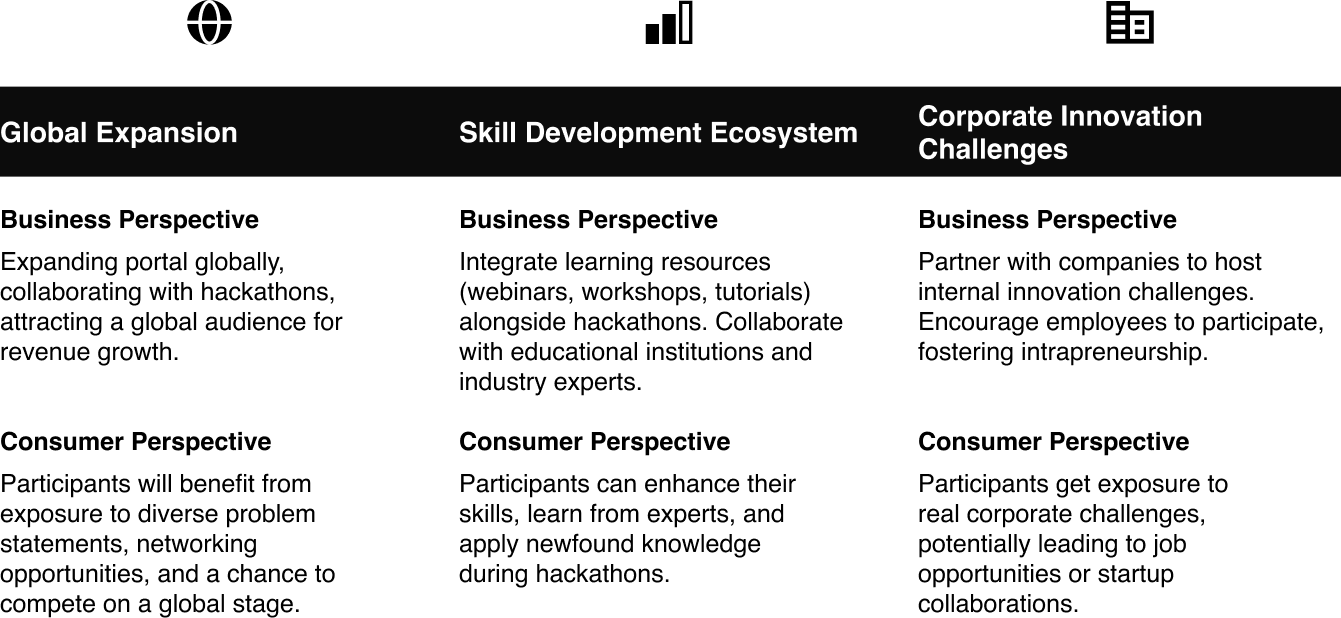 Global Expansion
Business Perspective
Expanding portal globally,
collaborating with hackathons,
attracting a global audience for
revenue growth.
Consumer Perspective
Participants will benefit from
exposure to diverse problem
statements, networking
opportunities, and a chance to
compete on a global stage.
Skill Development Ecosystem
Business Perspective
Integrate learning resources
(webinars, workshops, tutorials)
alongside hackathons. Collaborate
with educational institutions and
industry experts.
Consumer Perspective
Participants can enhance their
skills, learn from experts, and
apply newfound knowledge
during hackathons.
Corporate Innovation
Challenges
Business Perspective
Partner with companies to host
internal innovation challenges.
Encourage employees to participate,
fostering intrapreneurship.
Consumer Perspective
Participants get exposure to
real corporate challenges,
potentially leading to job
opportunities or startup
collaborations.